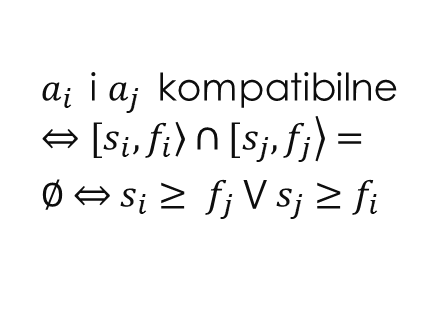 aᵢ i aⱼ kompatibilne
⇔ [sᵢ, fᵢ⟩ ∩ [sⱼ, fⱼ⟩ =
∅ ⇔ sᵢ ≥ fⱼ ∨ sⱼ ≥ fᵢ